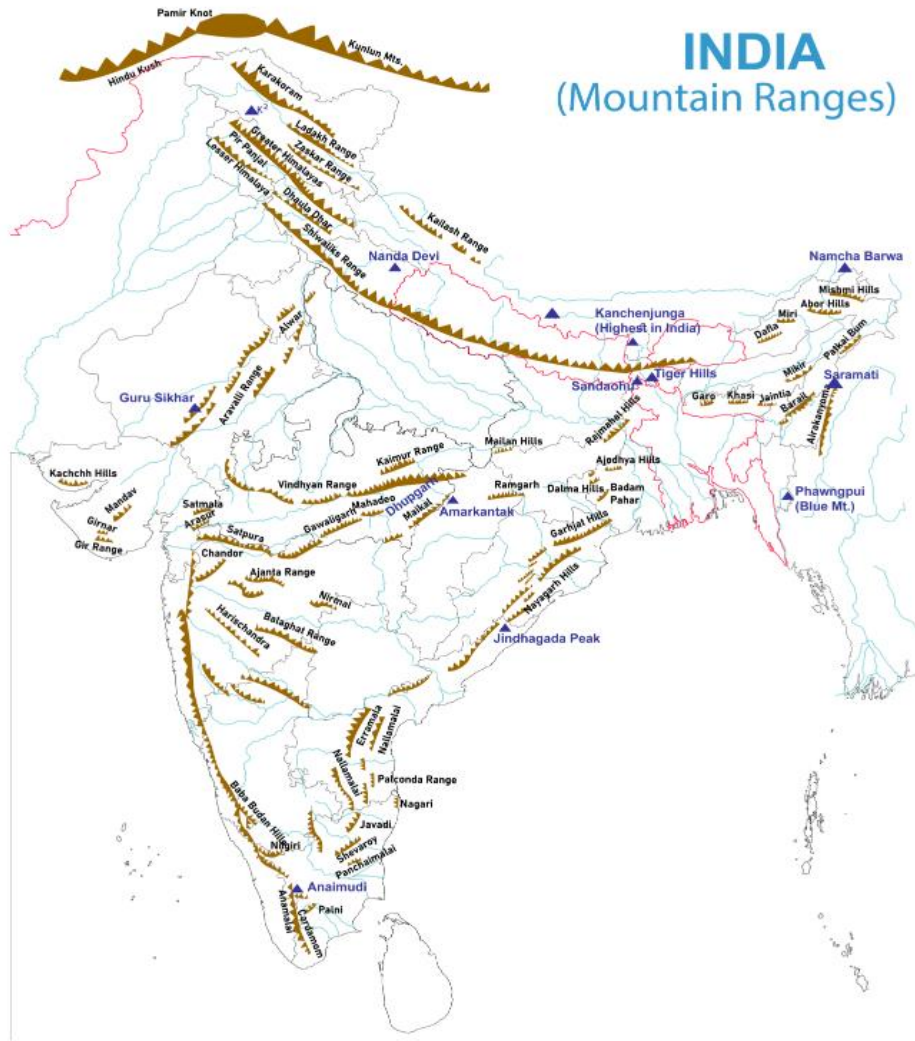 INDIA
(Mountain Ranges)
Pamir Knot
Hindu Kush
Kunlun Mts.
Karakoram
K²
Ladakh Range
Zaskar Range
Greater Himalayas
Pir Panjal
Lesser Himalaya
Dhaula Dhar
Shiwaliks Range
Kailash Range
Nanda Devi
Namcha Barwa
Mishmi Hills
Abor Hills
Miri
Dafla
Patkai Bum
Kanchenjunga
(Highest in India)
Tiger Hills
Mikir
Saramati
Garo
Khasi
Jaintia
Barail
Alwar
Guru Sikhar
Aravalli Range
Rajmahal Hills
Mailan Hills
Kaimur Range
Ajodhya Hills
Kachchh Hills
Vindhyan Range
Mahadeo
Dhupgarh
Maikal
Amarkantak
Ramgarh
Dalma Hills
Badam
Pahar
Phawngpui
(Blue Mt.)
Mandav
Girnar
Gir Range
Satmala
Arasur
Satpura
Gawaligarh
Garhjat Hills
Chandor
Ajanta Range
Nirmal
Nayagarh Hills
Harischandra
Balaghat Range
Jindhagada Peak
Erramala
Nallamalai
Nallamalai
Palconda Range
Nagari
Baba Budan Hills
Javadi
Nilgiri
Shevaroy
Panchaimalai
Anaimudi
Anamalai
Cardamom
Palni